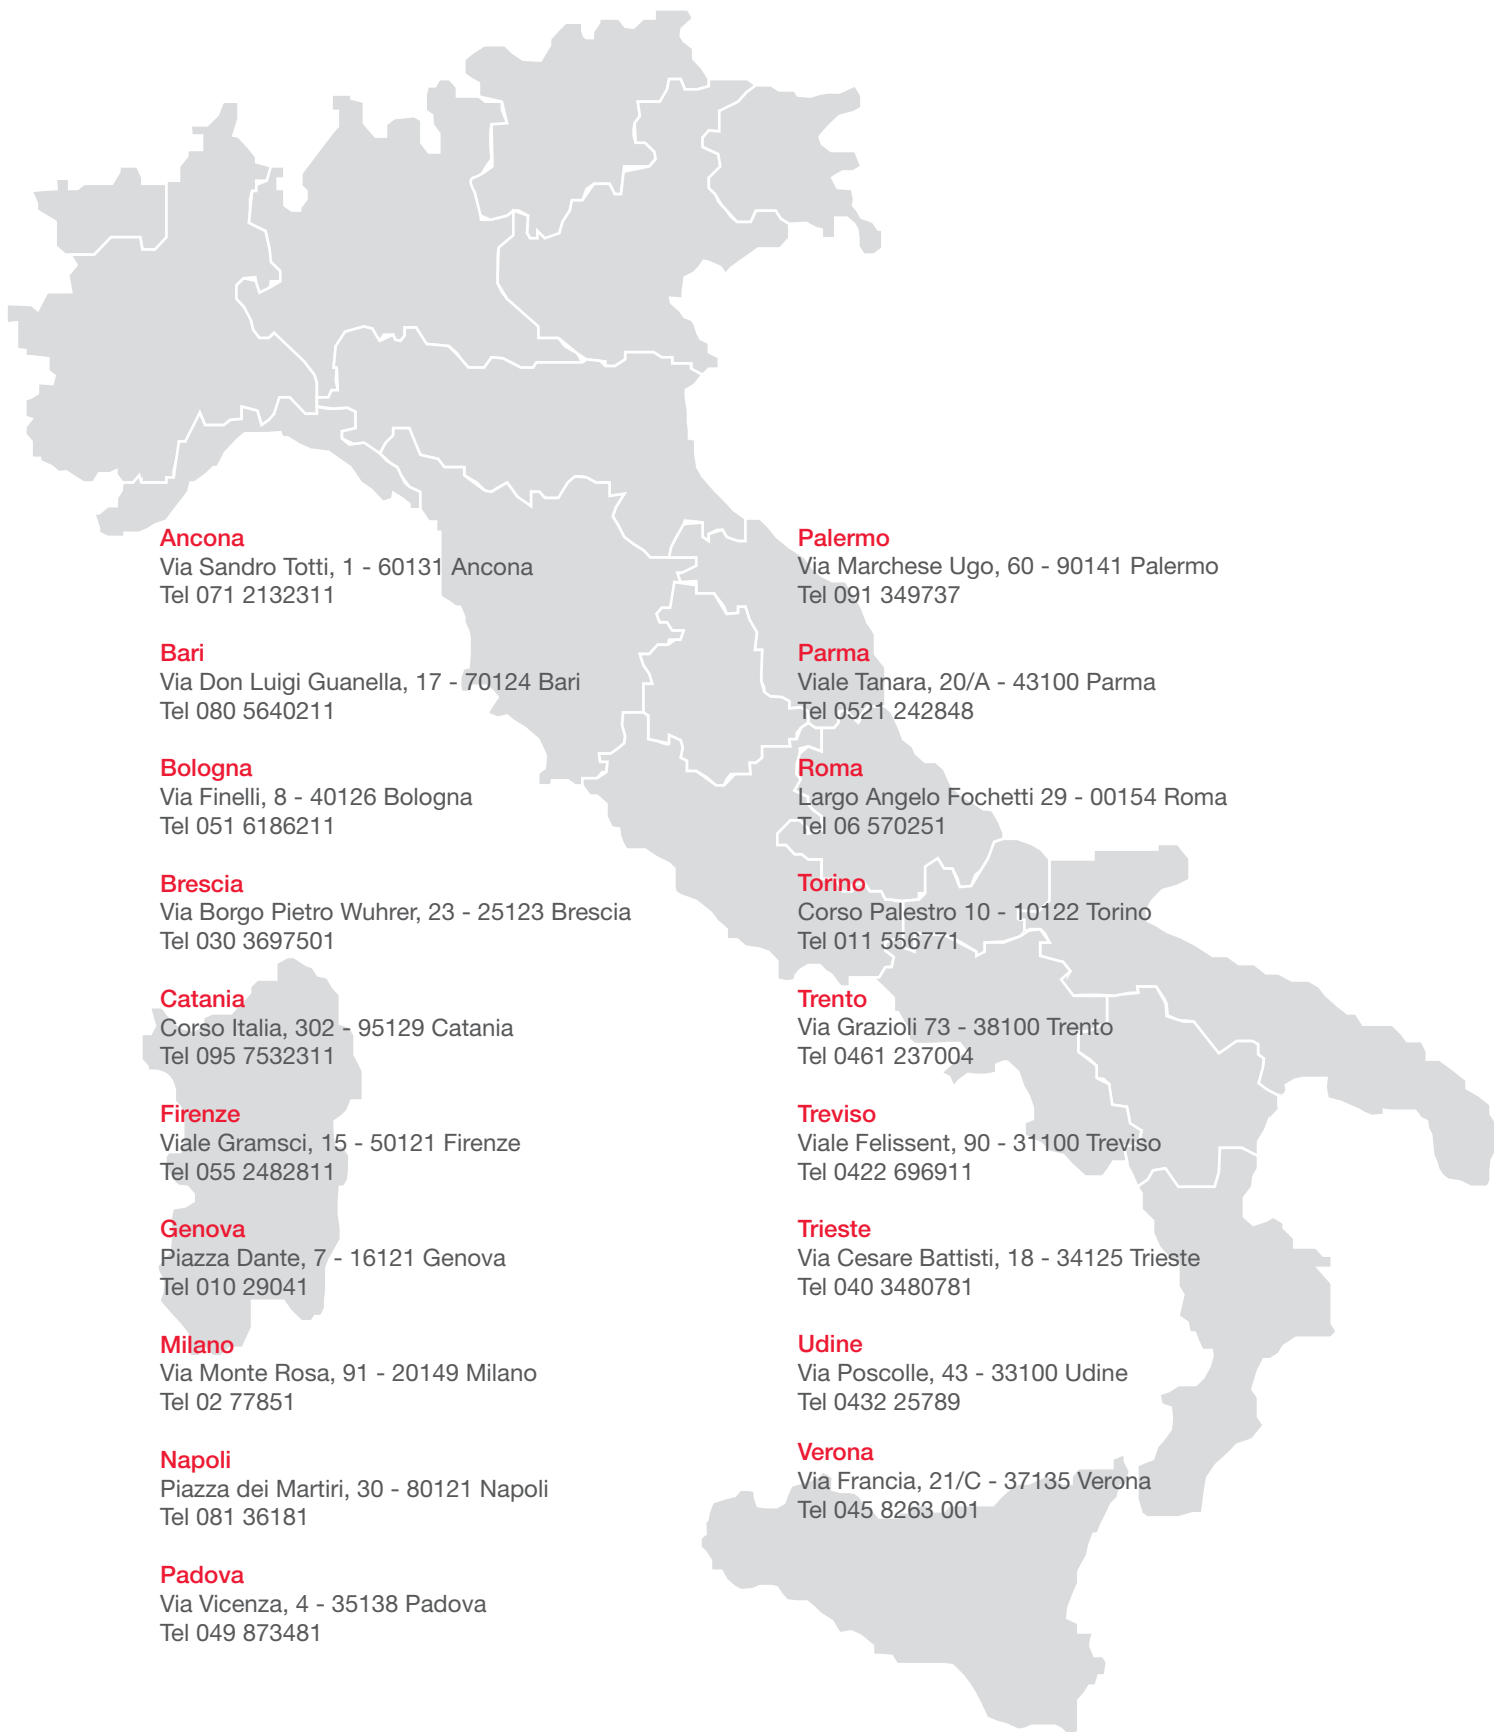 Ancona
Via Sandro Totti, 1 - 60131 Ancona
Tel 071 2132311
Bari
Via Don Luigi Guanella, 17 - 70124 Bari
Tel 080 5640211
Bologna
Via Finelli, 8 - 40126 Bologna
Tel 051 6186211
Brescia
Via Borgo Pietro Wuhrer, 23 - 25123 Brescia
Tel 030 3697501
Catania
Corso Italia, 302 - 95129 Catania
Tel 095 7532311
Firenze
Viale Gramsci, 15 - 50121 Firenze
Tel 055 2482811
Genova
Piazza Dante, 7 - 16121 Genova
Tel 010 29041
Milano
Via Monte Rosa, 91 - 20149 Milano
Tel 02 77851
Napoli
Piazza dei Martiri, 30 - 80121 Napoli
Tel 081 36181
Padova
Via Vicenza, 4 - 35138 Padova
Tel 049 873481
Palermo
Via Marchese Ugo, 60 - 90141 Palermo
Tel 091 349737
Parma
Viale Tanara, 20/A - 43100 Parma
Tel 0521 242848
Roma
Largo Angelo Fochetti 29 - 00154 Roma
Tel 06 570251
Torino
Corso Palestro 10 - 10122 Torino
Tel 011 556771
Trento
Via Grazioli 73 - 38100 Trento
Tel 0461 237004
Treviso
Viale Felissent, 90 - 31100 Treviso
Tel 0422 696911
Trieste
Via Cesare Battisti, 18 - 34125 Trieste
Tel 040 3480781
Udine
Via Poscolle, 43 - 33100 Udine
Tel 0432 25789
Verona
Via Francia, 21/C - 37135 Verona
Tel 045 8263 001